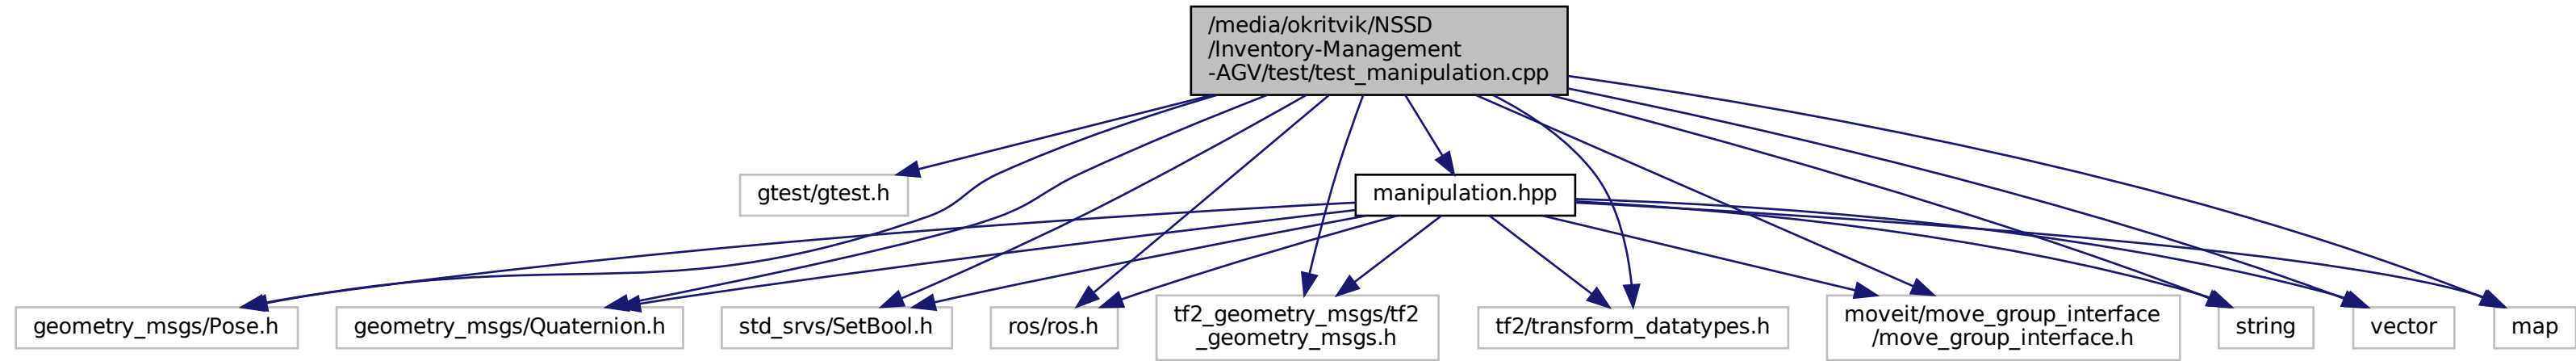 /media/okritvik/NSSD
/Inventory-Management
-AGV/test/test_manipulation.cpp
gtest/gtest.h
manipulation.hpp
geometry_msgs/Pose.h
geometry_msgs/Quaternion.h
std_srvs/SetBool.h
ros/ros.h
tf2_geometry_msgs/tf2
_geometry_msgs.h
tf2/transform_datatypes.h
moveit/move_group_interface
/move_group_interface.h
string
vector
map